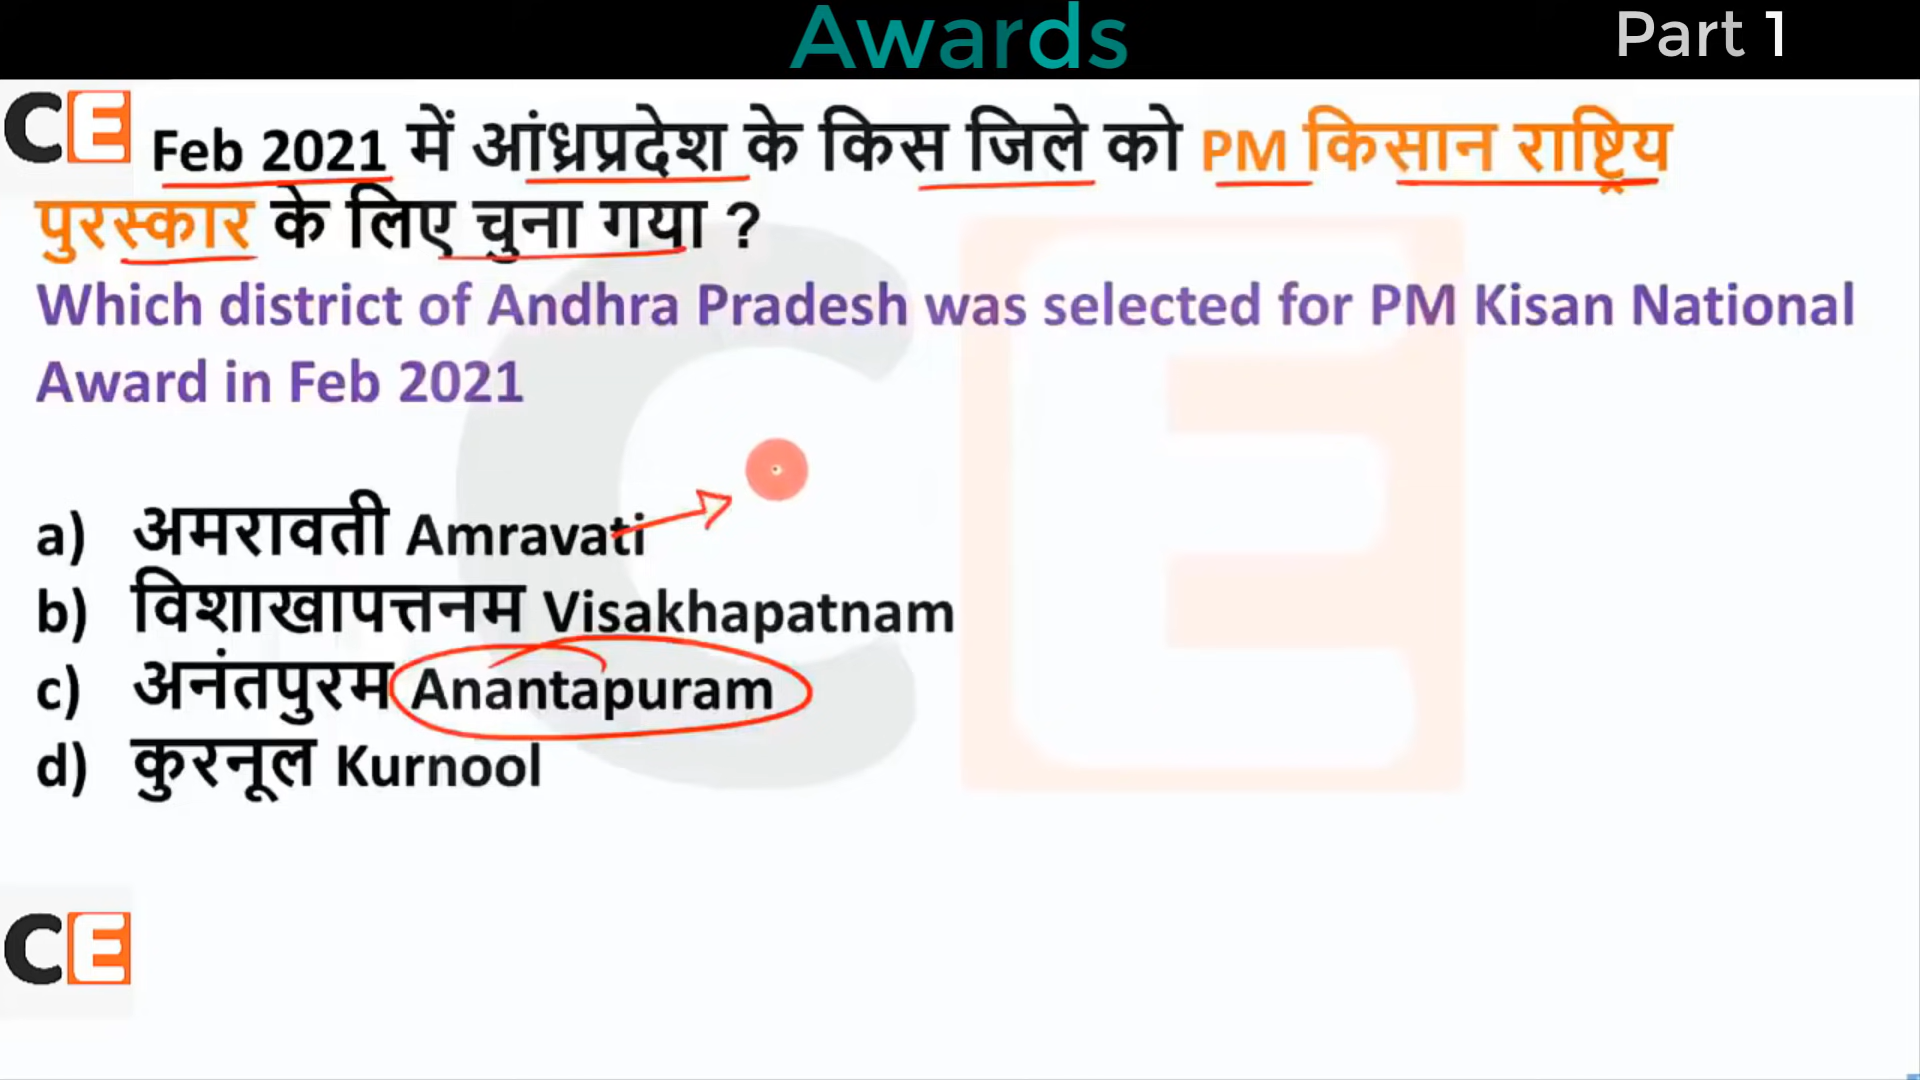 Awards
Part 1
CE
Feb 2021 में आंध्रप्रदेश के किस जिले को PM किसान राष्ट्रिय
पुरस्कार के लिए चुना गया ?
Which district of Andhra Pradesh was selected for PM Kisan National
Award in Feb 2021
a) अमरावती Amravati
b) विशाखापत्तनम Visakhapatnam
c) अनंतपुरम Anantapuram
d) कुरनूल Kurnool
CE
CE